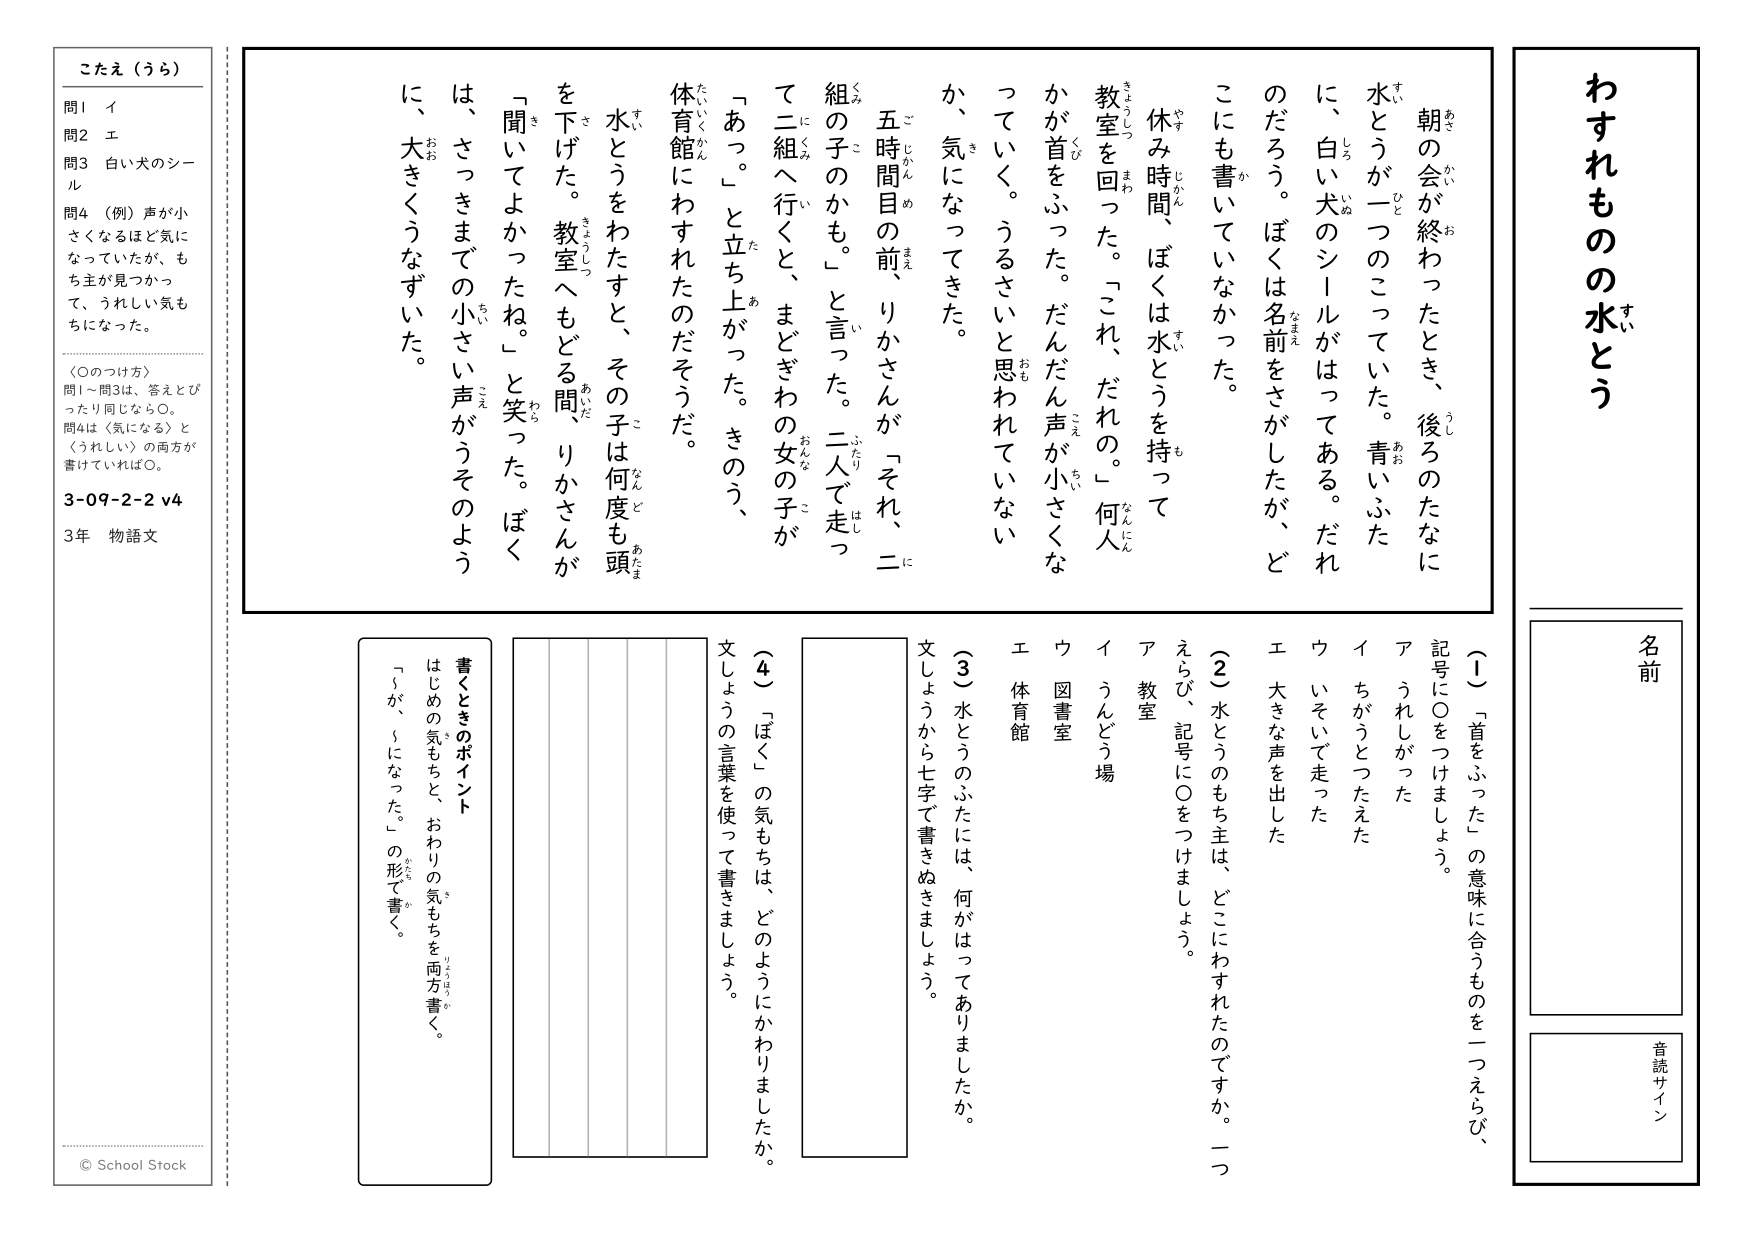 わすれものの水とう
名前
音読サイン
朝の会が終わったとき、後ろのたなに
水とうが一つのこっていた。青いふた
に、白い犬のシールがはってある。だれ
のだろう。ぼくは名前をさがしたが、ど
こにも書いていなかった。
休み時間、ぼくは水とうを持って
教室を回った。「これ、だれの。」何人
かが首をふった。だんだん声が小さくな
っていく。うるさいと思われていない
か、気になってきた。
五時間目の前、りかさんが「それ、二
組の子のかも。」と言った。二人で走っ
て二組へ行くと、まどぎわの女の子が
「あっ。」と立ち上がった。きのう、
体育館にわすれたのだそうだ。
水とうをわたすと、その子は何度も頭
を下げた。教室へもどる間、りかさんが
「聞いてよかったね。」と笑った。ぼく
は、さっきまでの小さい声がうそのよう
に、大きくうなずいた。
(1)「首をふった」の意味に合うものを一つえらび、
記号に〇をつけましょう。
ア うれしがった
イ ちがうとつたえた
ウ いそいで走った
エ 大きな声を出した
(2) 水とうのもち主は、どこにわすれたのですか。一つ
えらび、記号に〇をつけましょう。
ア 教室
イ うんどう場
ウ 図書室
エ 体育館
(3) 水とうのふたには、何がはってありましたか。
文しょうから七字で書きぬきましょう。
(4)「ぼく」の気もちは、どのようにかわりましたか。
文しょうの言葉を使って書きましょう。
書くときのポイント
はじめの気もちと、おわりの気もちを両方書く。
「〜が、〜になった。」の形で書く。
こたえ（うら）
問1 イ
問2 エ
問3 白い犬のシー
ル
問4 （例）声が小
さくなるほど気に
なっていたが、も
ち主が見つかっ
て、うれしい気も
ちになった。
〈〇のつけ方〉
問1〜問3は、答えとぴ
ったり同じなら〇。
問4は〈気になる〉と
〈うれしい〉の両方が
書けていれば〇。
3-09-2-2 v4
3年 物語文
© School Stock